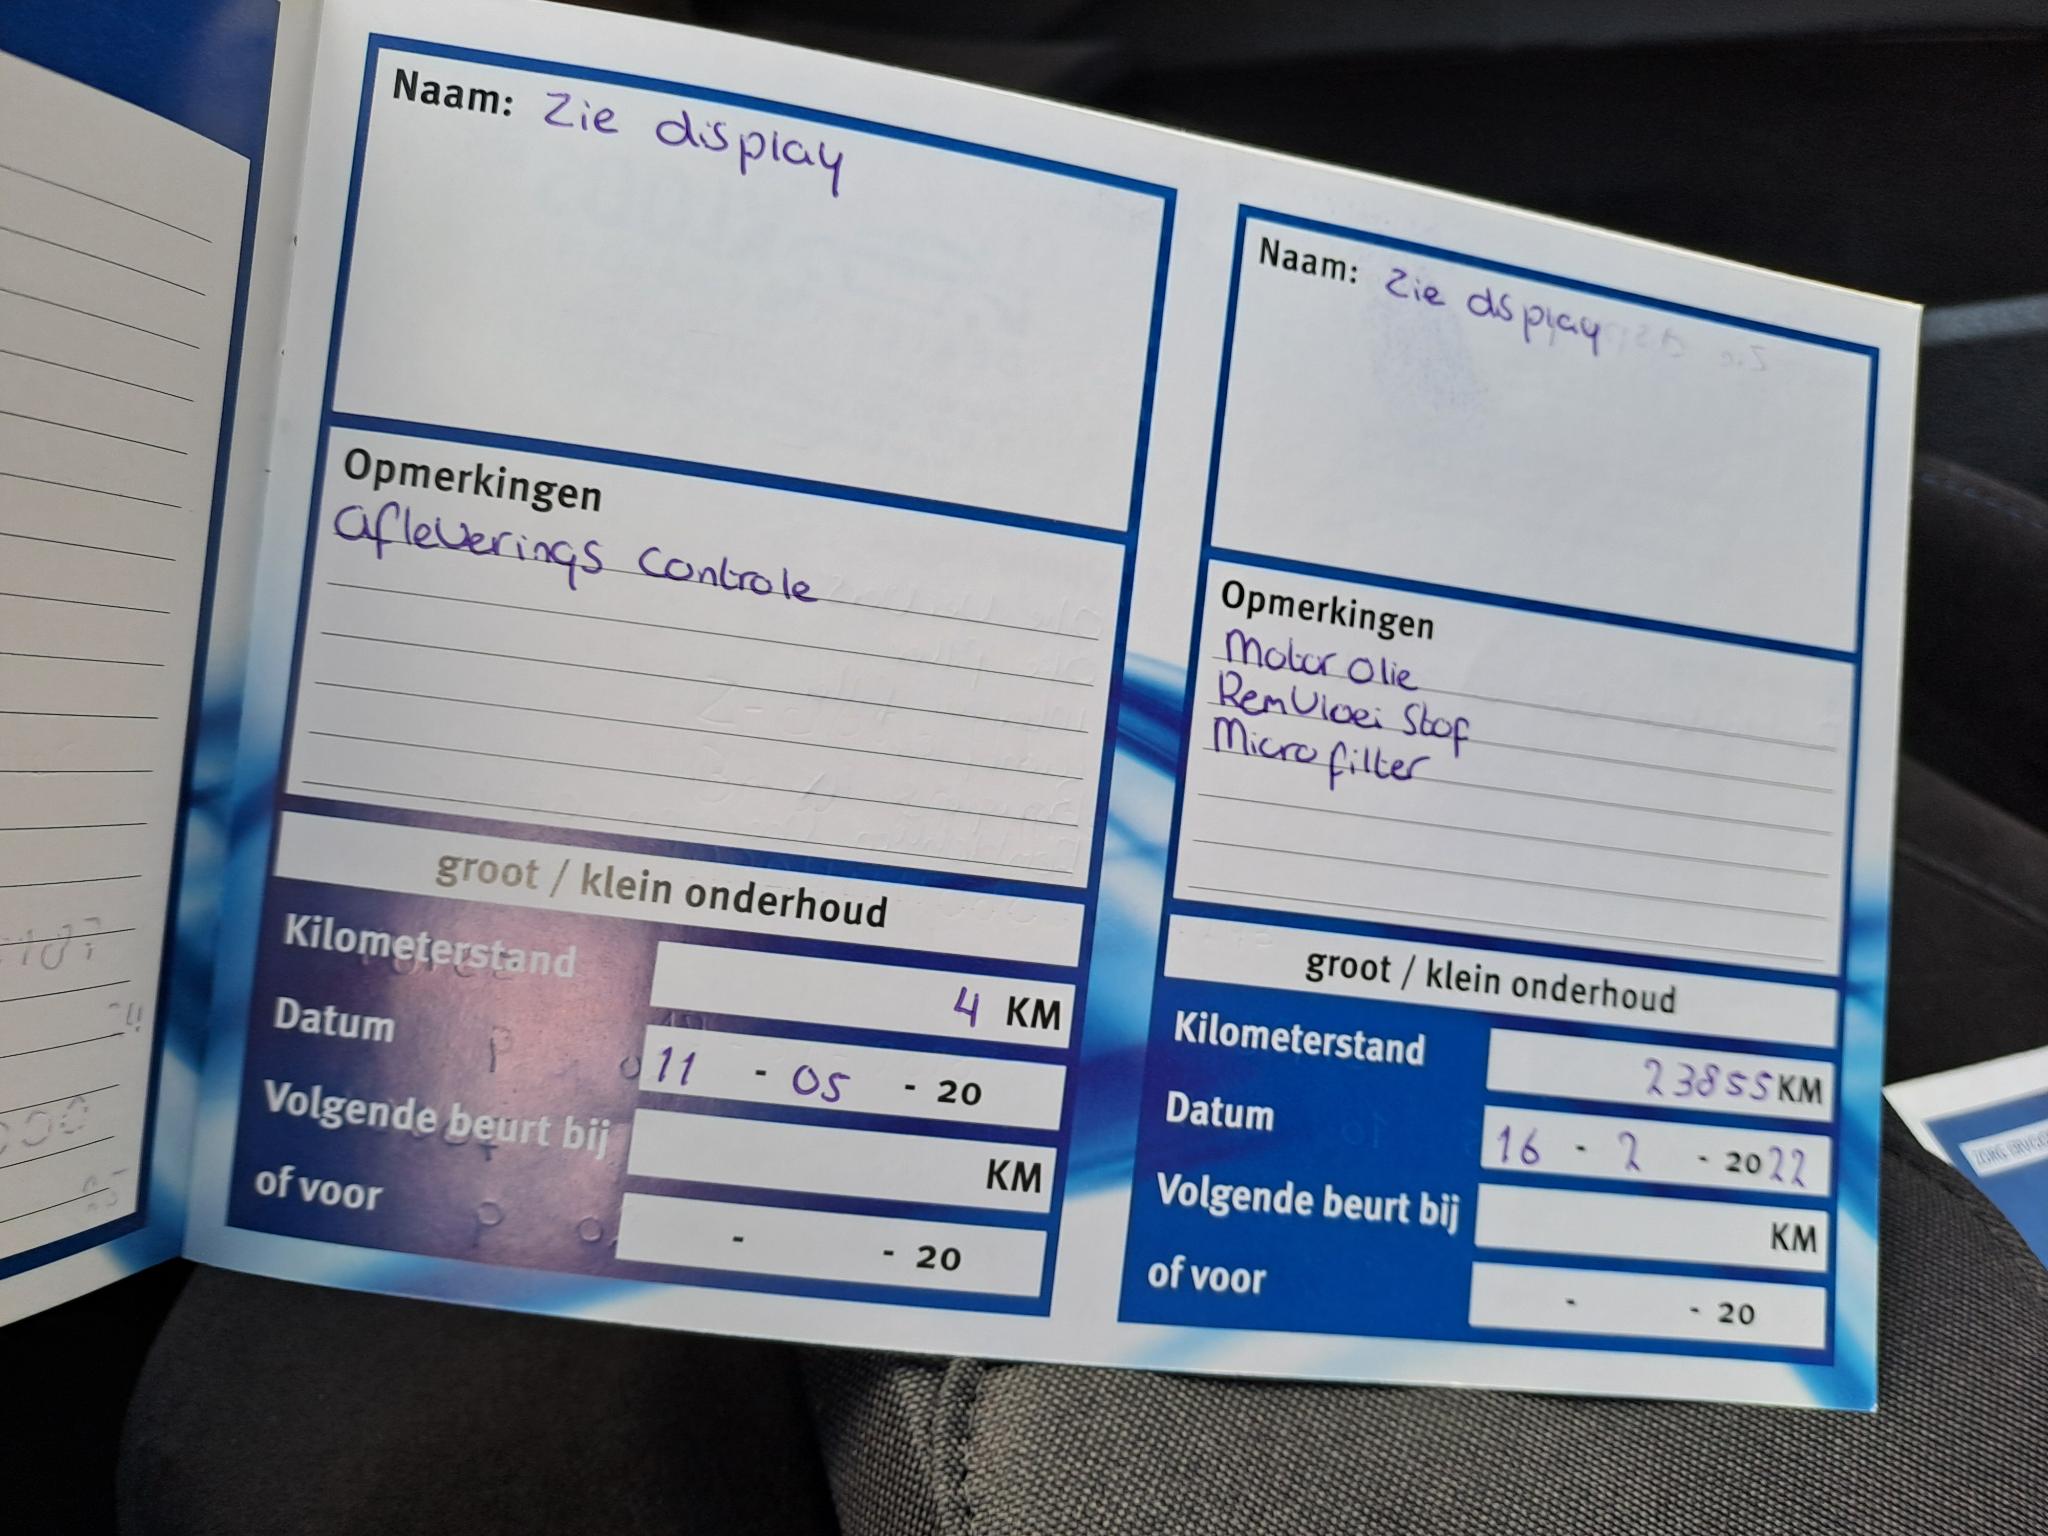 Naam: Zie display
Opmerkingen
afleverings controle
groot / klein onderhoud
Kilometerstand 4 KM
Datum 11 - 05 - 20
Volgende beurt bij KM
of voor - - 20
Naam: Zie display
Opmerkingen
Motor Olie
RemVloei Stof
Micro filter
groot / klein onderhoud
Kilometerstand 23855 KM
Datum 16 - 2 - 2022
Volgende beurt bij KM
of voor - - 20